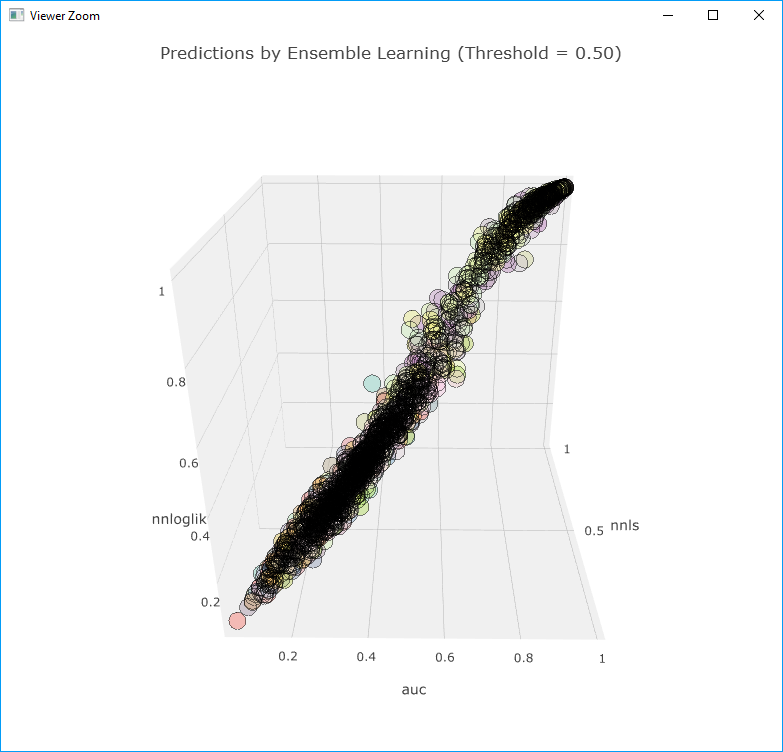 Viewer Zoom
Predictions by Ensemble Learning (Threshold = 0.50)
1
0.8
0.6
nnloglik
0.4
0.2
1
0.5
nnls
0.2
0.4
0.6
0.8
1
auc